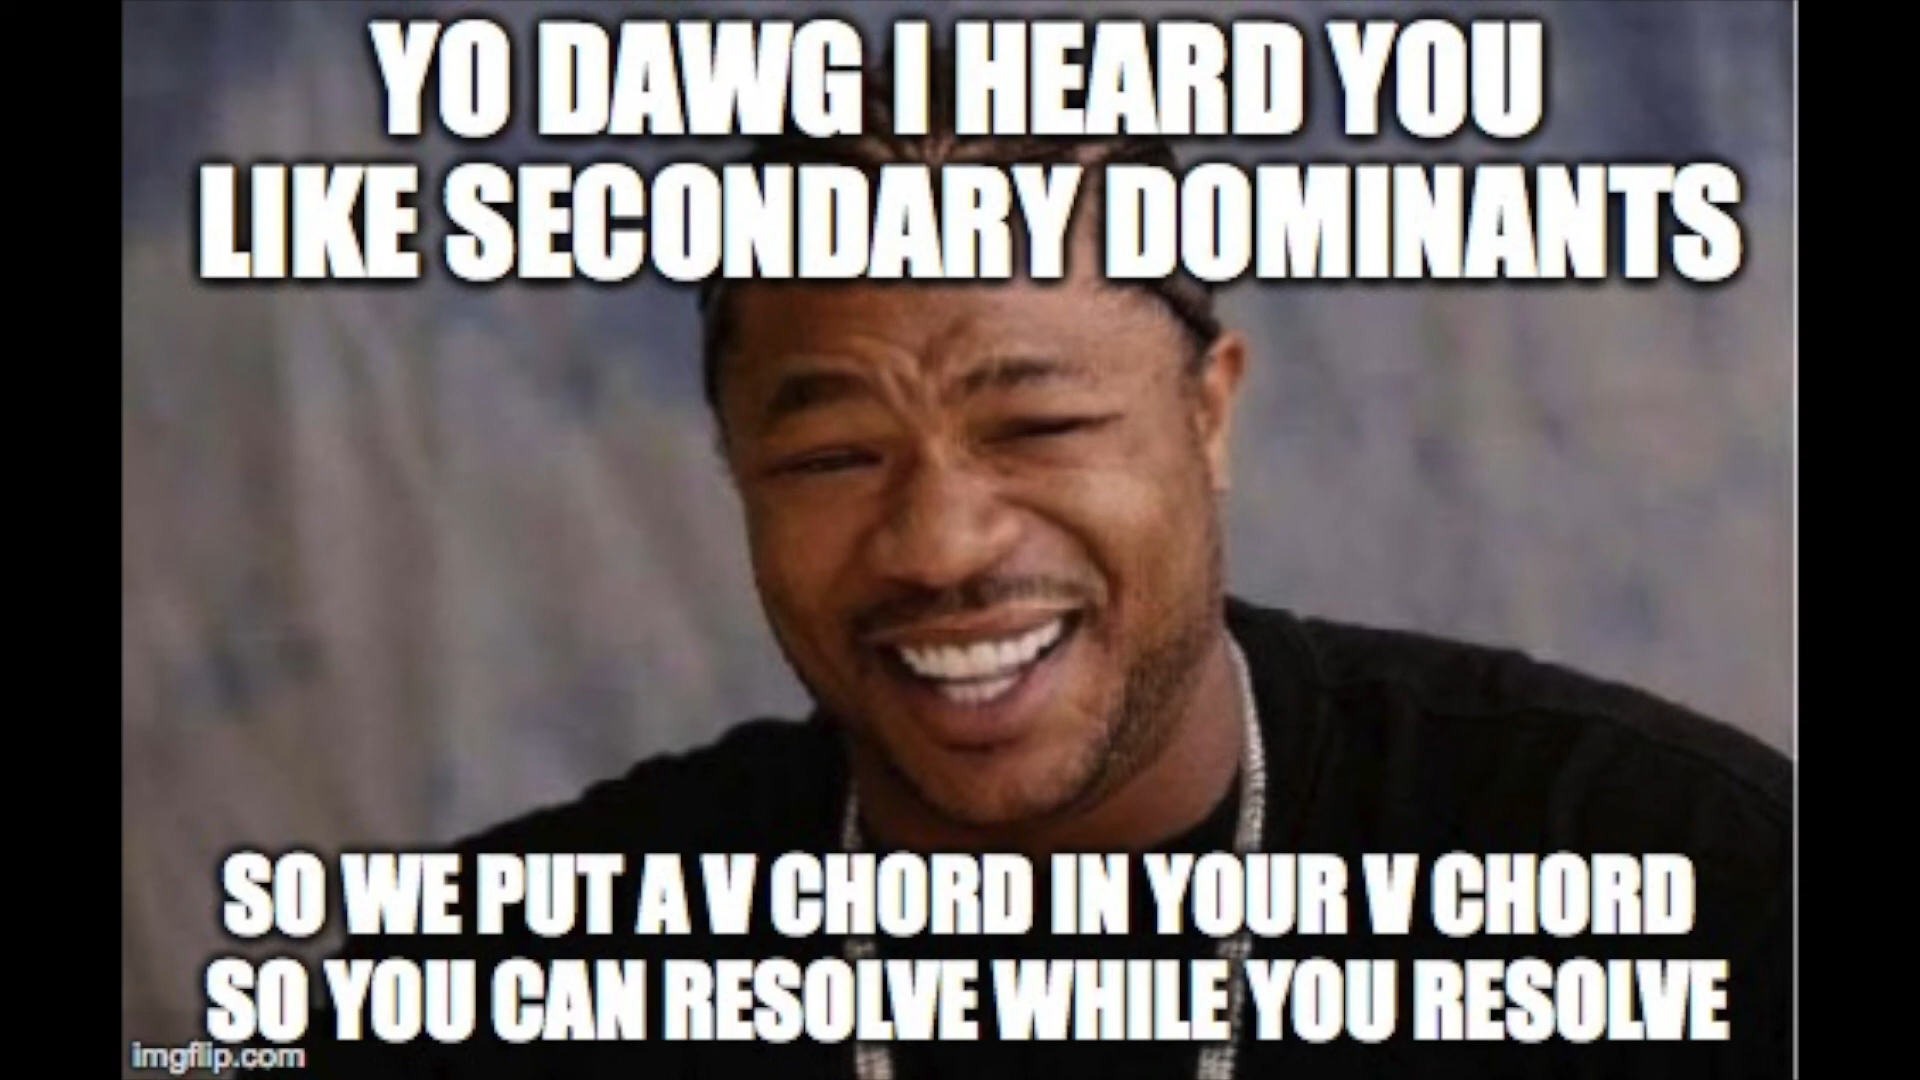 YO DAWG I HEARD YOU
LIKE SECONDARY DOMINANTS
SO WE PUT A V CHORD IN YOUR V CHORD
SO YOU CAN RESOLVE WHILE YOU RESOLVE
imgflip.com